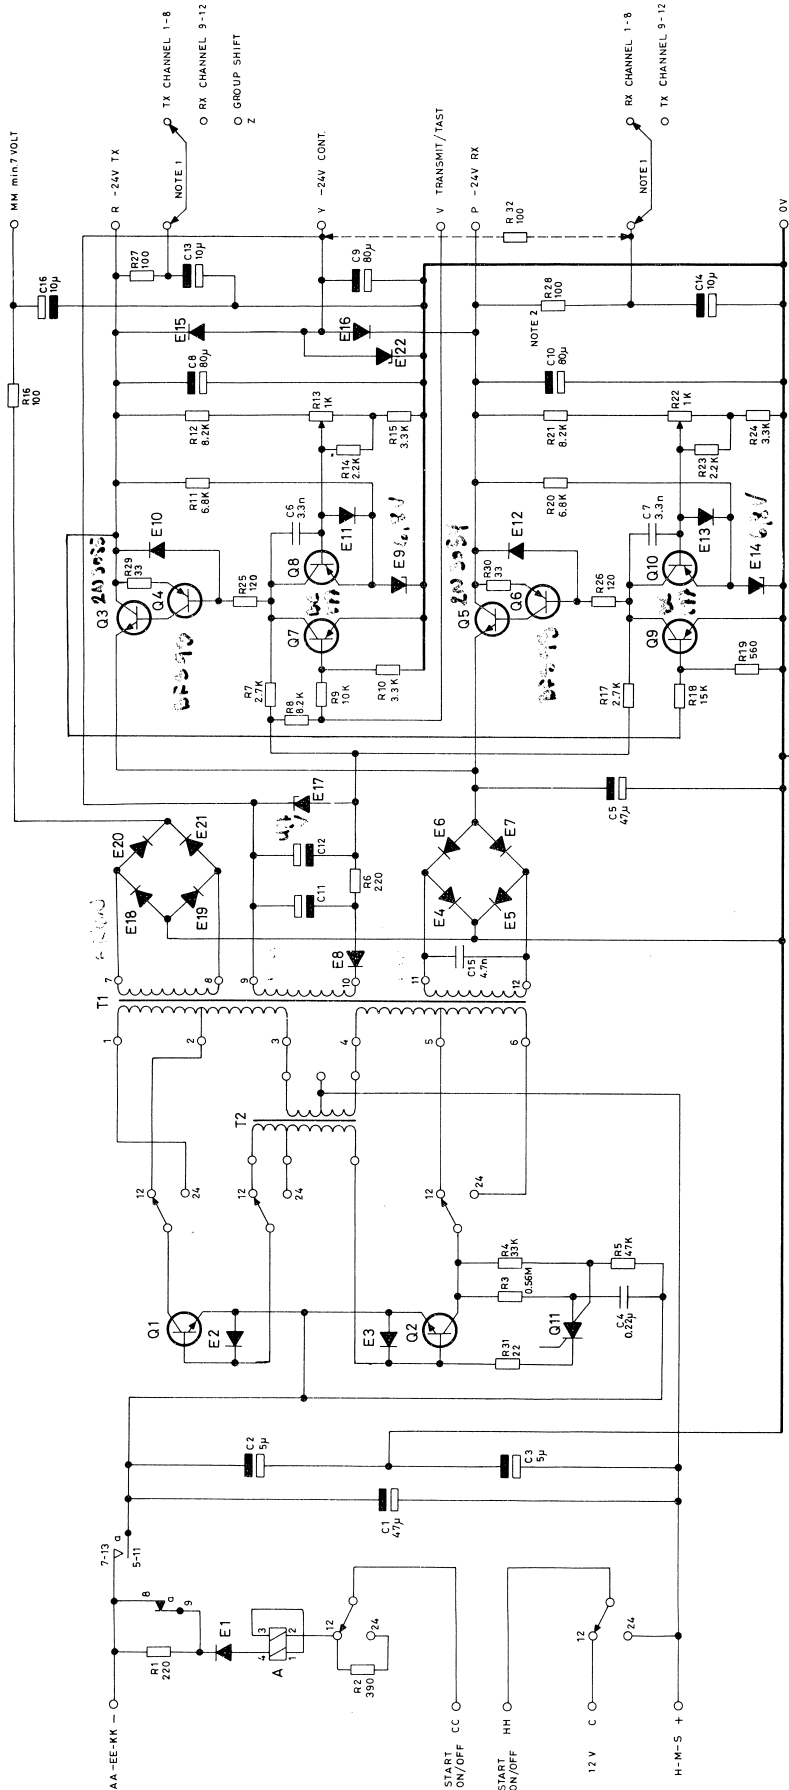 AA-EE-KK −
START
ON/OFF CC
START
ON/OFF HH
12 V C
H-M-S +
R1
220
8
a
9
E1
4
3
1
2
A
12
24
R2
390
12
24
7-13
a
5-11
C1
47µ
C2
5µ
C3
5µ
Q1
E2
E3
Q2
R31
22
Q11
R3
0.56M
R4
33K
C4
0.22µ
R5
47K
12
24
12
24
12
24
T2
T1
1
2
3
4
5
6
7
8
9
10
11
12
E18
E19
E20
E21
E8
C11
C12
R6
220
E17
C15
4.7n
E4
E5
E6
E7
C5
47µ
R7
2.7K
R8
8.2K
R9
10K
R10
3.3K
Q3
Q4
R29
33
E10
R25
120
Q7
Q8
C6
3.3n
E11
E9 6,8V
R11
6.8K
R12
8.2K
R13
1K
R14
2.2K
R15
3.3K
C8
80µ
E15
E16
E22
C9
80µ
R16
100
C16
10µ
R27
100
C13
10µ
R17
2.7K
R18
15K
R19
560
Q5
Q6
R30
33
E12
R26
120
Q9
Q10
C7
3.3n
E13
E14 6,8V
R20
6.8K
R21
8.2K
R22
1K
R23
2.2K
R24
3.3K
C10
80µ
NOTE 2
R28
100
C14
10µ
R 32
100
MM min.7 VOLT
TX CHANNEL 1-8
RX CHANNEL 9-12
GROUP SHIFT
Z
NOTE 1
R −24V TX
Y −24V CONT.
V TRANSMIT/TAST
P −24V RX
NOTE 1
RX CHANNEL 1-8
TX CHANNEL 9-12
0V